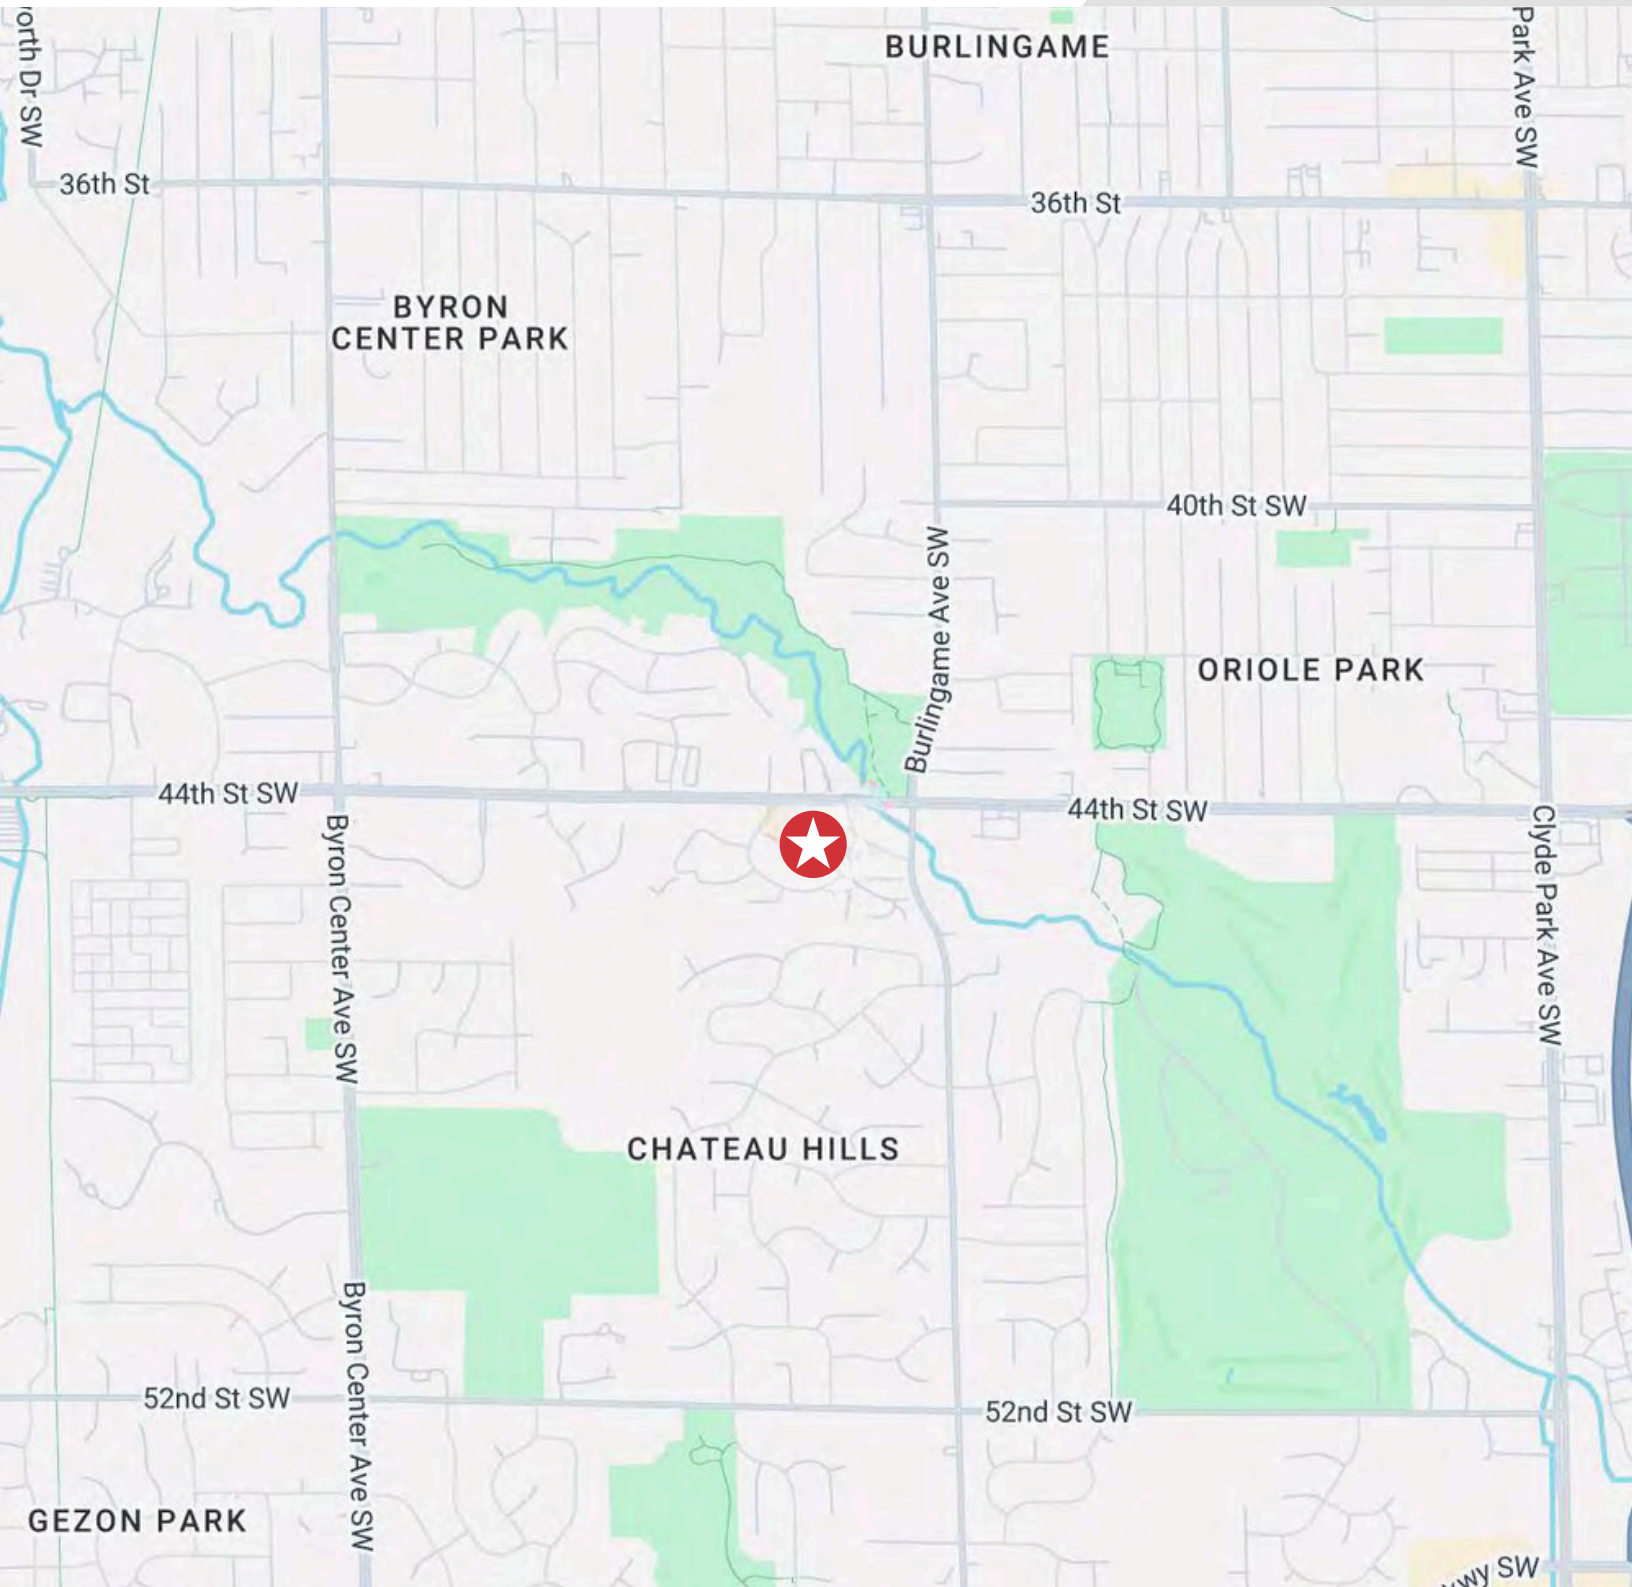 orth Dr SW
BURLINGAME
Park Ave SW
36th St
36th St
BYRON
CENTER PARK
40th St SW
Burlingame Ave SW
ORIOLE PARK
44th St SW
44th St SW
Byron Center Ave SW
Clyde Park Ave SW
CHATEAU HILLS
Byron Center Ave SW
52nd St SW
52nd St SW
GEZON PARK
wy SW